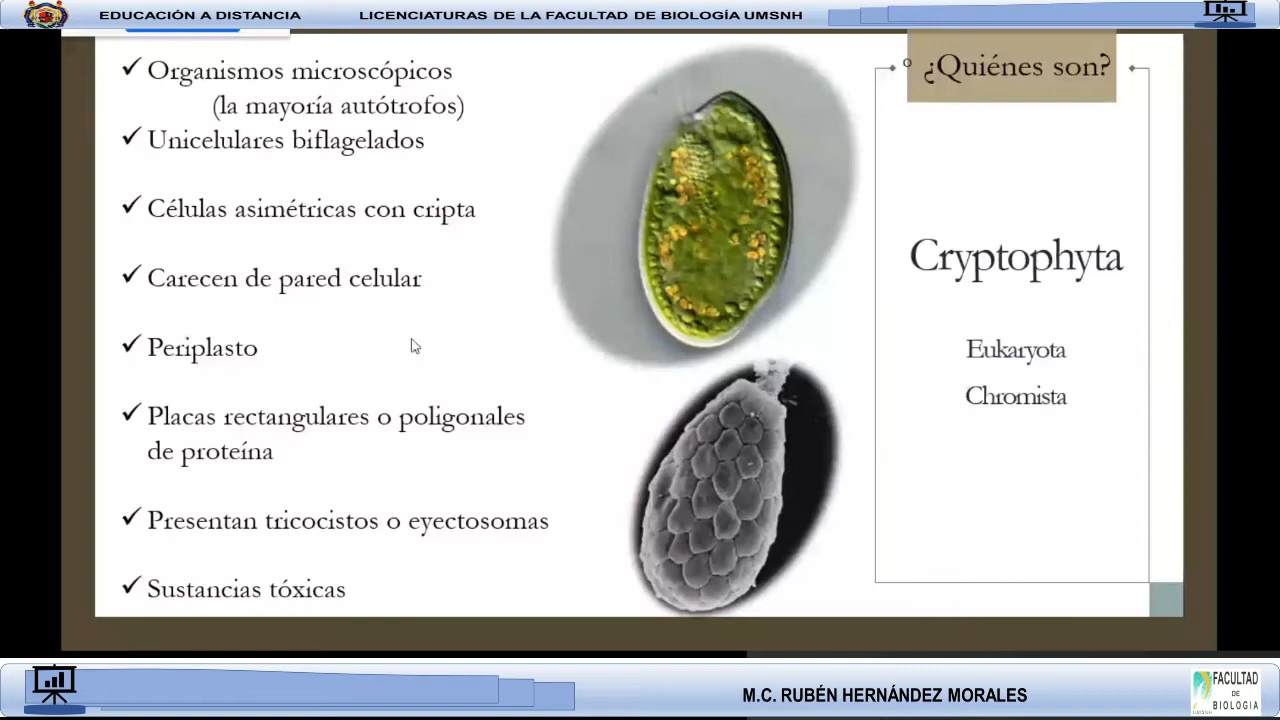 EDUCACIÓN A DISTANCIA LICENCIATURAS DE LA FACULTAD DE BIOLOGÍA UMSNH
✓ Organismos microscópicos
(la mayoría autótrofos)
✓ Unicelulares biflagelados
✓ Células asimétricas con cripta
✓ Carecen de pared celular
✓ Periplasto
✓ Placas rectangulares o poligonales
de proteína
✓ Presentan tricocistos o eyectosomas
✓ Sustancias tóxicas
¿Quiénes son?
Cryptophyta
Eukaryota
Chromista
M.C. RUBÉN HERNÁNDEZ MORALES
FACULTAD
DE
BIOLOGIA